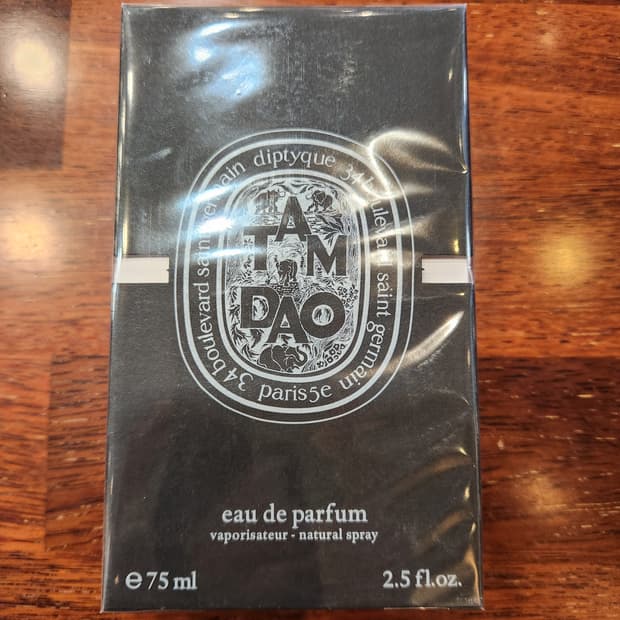 diptyque 34 boulevard saint germain paris5e 34 boulevard saint germain
TAM
DAO
eau de parfum
vaporisateur - natural spray
℮ 75 ml
2.5 fl.oz.